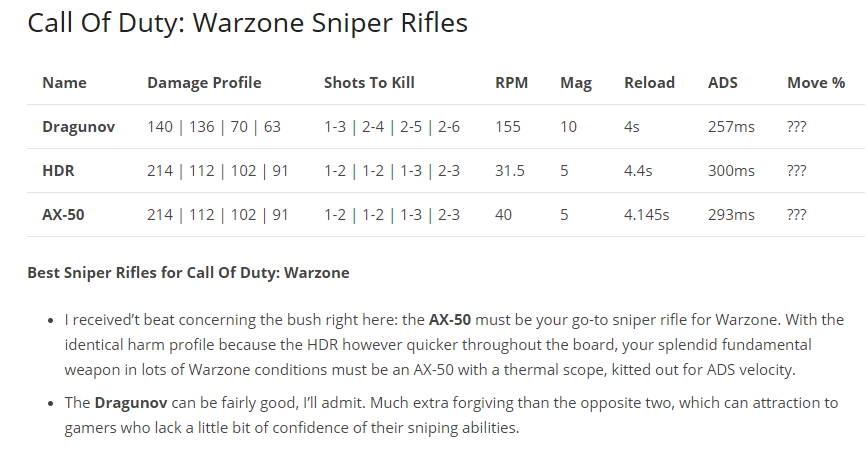 Call Of Duty: Warzone Sniper Rifles
Name Damage Profile Shots To Kill RPM Mag Reload ADS Move %
Dragunov 140 | 136 | 70 | 63 1-3 | 2-4 | 2-5 | 2-6 155 10 4s 257ms ???
HDR 214 | 112 | 102 | 91 1-2 | 1-2 | 1-3 | 2-3 31.5 5 4.4s 300ms ???
AX-50 214 | 112 | 102 | 91 1-2 | 1-2 | 1-3 | 2-3 40 5 4.145s 293ms ???
Best Sniper Rifles for Call Of Duty: Warzone
• I received’t beat concerning the bush right here: the AX-50 must be your go-to sniper rifle for Warzone. With the
identical harm profile because the HDR however quicker throughout the board, your splendid fundamental
weapon in lots of Warzone conditions must be an AX-50 with a thermal scope, kitted out for ADS velocity.
• The Dragunov can be fairly good, I’ll admit. Much extra forgiving than the opposite two, which can attraction to
gamers who lack a little bit of confidence of their sniping abilities.